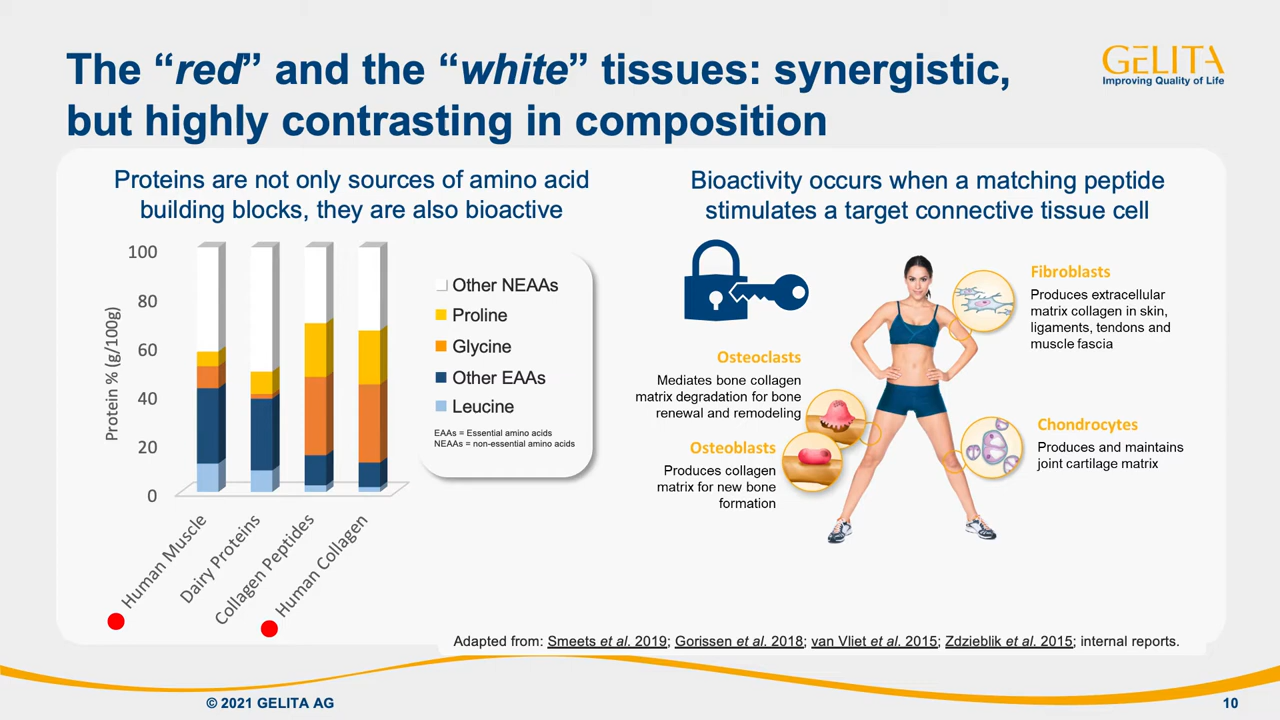 The “red” and the “white” tissues: synergistic,
but highly contrasting in composition
GELITA
Improving Quality of Life
Proteins are not only sources of amino acid
building blocks, they are also bioactive
Protein % (g/100g)
100
80
60
40
20
0
Human Muscle
Dairy Proteins
Collagen Peptides
Human Collagen
Other NEAAs
Proline
Glycine
Other EAAs
Leucine
EAAs = Essential amino acids
NEAAs = non-essential amino acids
Bioactivity occurs when a matching peptide
stimulates a target connective tissue cell
Fibroblasts
Produces extracellular
matrix collagen in skin,
ligaments, tendons and
muscle fascia
Osteoclasts
Mediates bone collagen
matrix degradation for bone
renewal and remodeling
Osteoblasts
Produces collagen
matrix for new bone
formation
Chondrocytes
Produces and maintains
joint cartilage matrix
Adapted from: Smeets et al. 2019; Gorissen et al. 2018; van Vliet et al. 2015; Zdzieblik et al. 2015; internal reports.
© 2021 GELITA AG
10